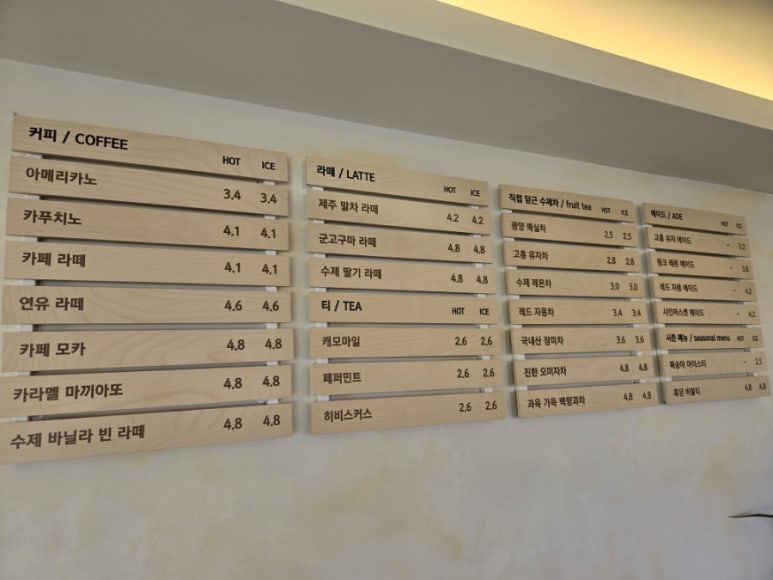 커피 / COFFEE HOT ICE
아메리카노 3.4 3.4
카푸치노 4.1 4.1
카페 라떼 4.1 4.1
연유 라떼 4.6 4.6
카페 모카 4.8 4.8
카라멜 마끼아또 4.8 4.8
수제 바닐라 빈 라떼 4.8 4.8
라떼 / LATTE HOT ICE
제주 말차 라떼 4.2 4.2
군고구마 라떼 4.8 4.8
수제 딸기 라떼 4.8 4.8
티 / TEA HOT ICE
캐모마일 2.6 2.6
페퍼민트 2.6 2.6
히비스커스 2.6 2.6
직접 담근 수제차 / fruit tea HOT ICE
광양 매실차 2.5 2.5
고흥 유자차 2.8 2.8
수제 레몬차 3.0 3.0
레드 자몽차 3.4 3.4
국내산 장미차 3.6 3.6
진한 오미자차 4.8 4.8
과육 가득 백향과차 4.8 4.8
에이드 / ADE HOT ICE
고흥 유자 에이드 - 3.2
핑크 레몬 에이드 - 3.8
레드 자몽 에이드 - 4.2
샤인머스켓 에이드 - 4.2
시즌 메뉴 / seasonal menu HOT ICE
복숭아 아이스티 - 2.5
흑당 버블티 4.8 4.8